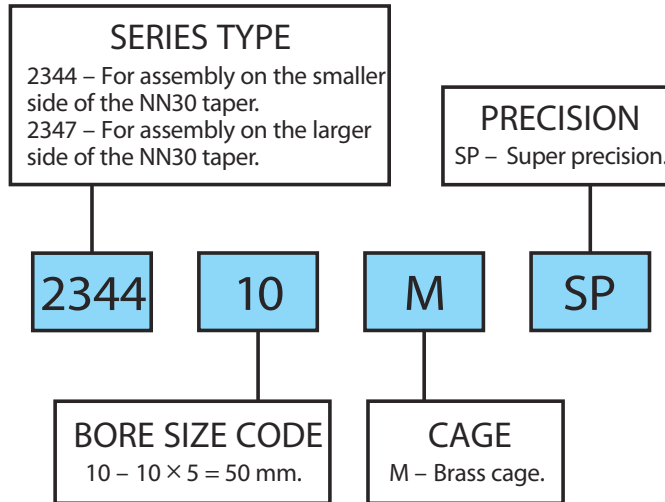 SERIES TYPE
2344 – For assembly on the smaller
side of the NN30 taper.
2347 – For assembly on the larger
side of the NN30 taper.
PRECISION
SP – Super precision.
2344
10
M
SP
BORE SIZE CODE
10 – 10 × 5 = 50 mm.
CAGE
M – Brass cage.